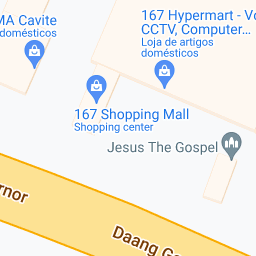 MA Cavite
domésticos
167 Hypermart - Vo
CCTV, Computer...
Loja de artigos
domésticos
167 Shopping Mall
Shopping center
Jesus The Gospel
rnor
Daang Go